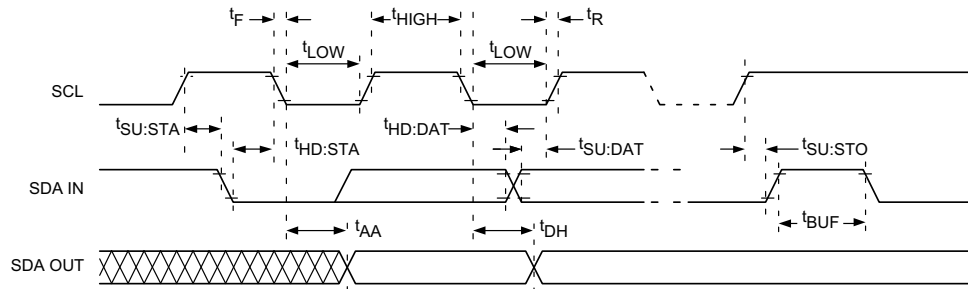 tF
tHIGH
tR
tLOW
tLOW
SCL
tSU:STA
tHD:STA
tHD:DAT
tSU:DAT
tSU:STO
SDA IN
tAA
tDH
tBUF
SDA OUT